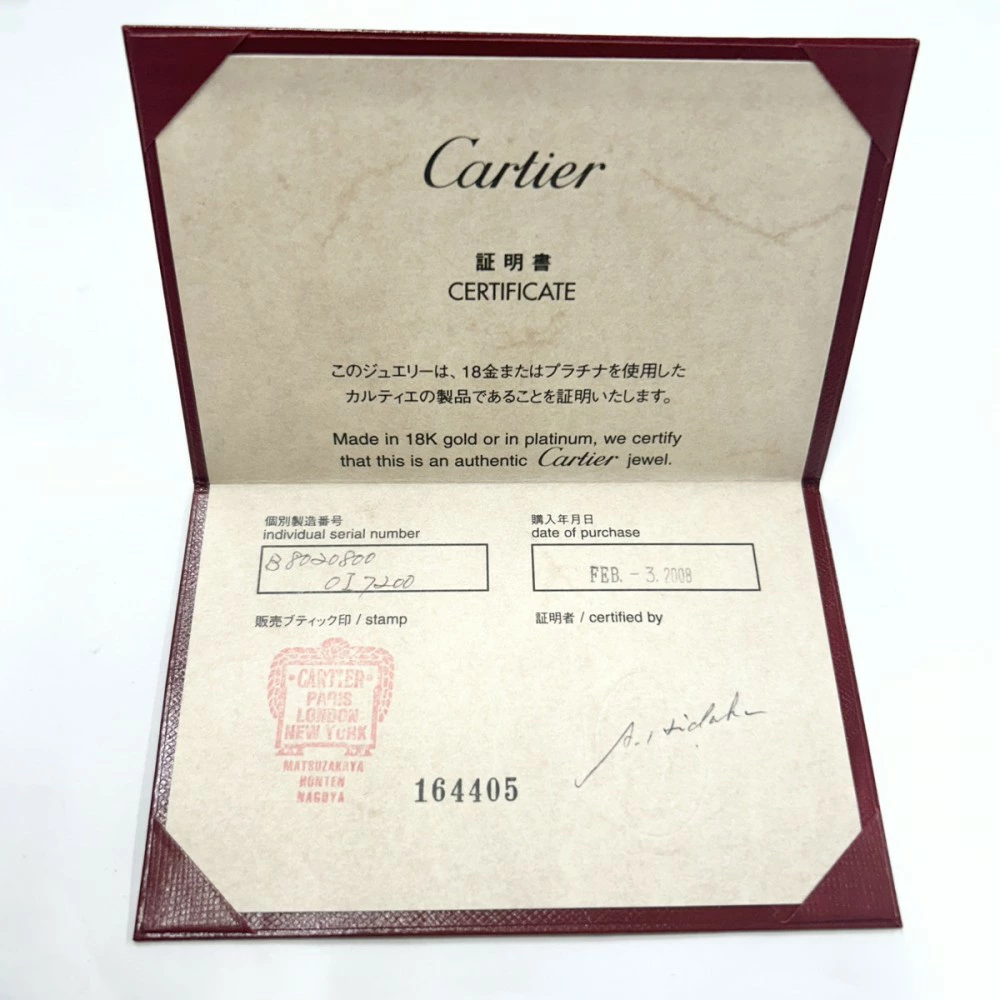 Cartier
証明書
CERTIFICATE
このジュエリーは、18金またはプラチナを使用した
カルティエの製品であることを証明いたします。
Made in 18K gold or in platinum, we certify
that this is an authentic Cartier jewel.
個別製造番号
individual serial number
B8020800
OI7200
購入年月日
date of purchase
FEB. - 3. 2008
販売ブティック印 / stamp
証明者 / certified by
CARTIER
PARIS
LONDON
NEW YORK
MATSUZAKAYA
HONTEN
NAGOYA
164405